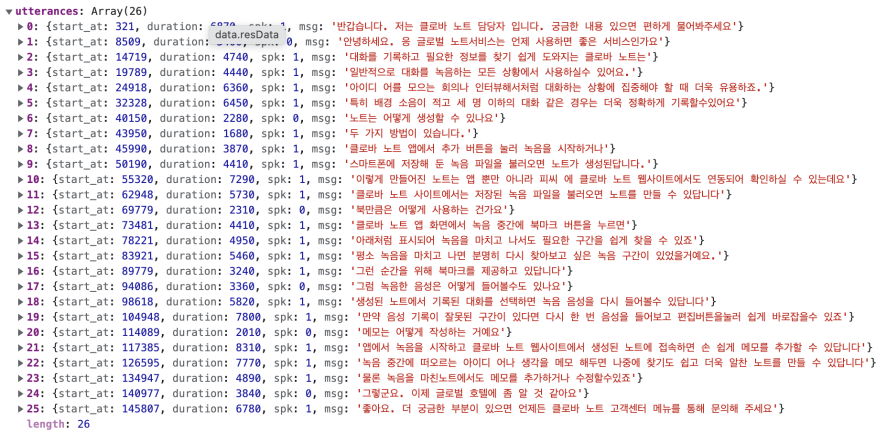 ▼utterances: Array(26)
▶0: {start_at: 321, duration: 6870, spk: 1, msg: '반갑습니다. 저는 클로바 노트 담당자 입니다. 궁금한 내용 있으면 편하게 물어봐주세요'}
data.resData
▶1: {start_at: 8509, duration: spk: 0, msg: '안녕하세요. 응 글로벌 노트서비스는 언제 사용하면 좋은 서비스인가요'}
▶2: {start_at: 14719, duration: 4740, spk: 1, msg: '대화를 기록하고 필요한 정보를 찾기 쉽게 도와지는 클로바 노트는'}
▶3: {start_at: 19789, duration: 4440, spk: 1, msg: '일반적으로 대화를 녹음하는 모든 상황에서 사용하실수 있어요.'}
▶4: {start_at: 24918, duration: 6360, spk: 1, msg: '아이디 어를 모으는 회의나 인터뷰해서처럼 대화하는 상황에 집중해야 할 때 더욱 유용하죠.'}
▶5: {start_at: 32328, duration: 6450, spk: 1, msg: '특히 배경 소음이 적고 세 명 이하의 대화 같은 경우는 더욱 정확하게 기록할수있어요'}
▶6: {start_at: 40150, duration: 2280, spk: 0, msg: '노트는 어떻게 생성할 수 있나요'}
▶7: {start_at: 43950, duration: 1680, spk: 1, msg: '두 가지 방법이 있습니다.'}
▶8: {start_at: 45990, duration: 3870, spk: 1, msg: '클로바 노트 앱에서 추가 버튼을 눌러 녹음을 시작하거나'}
▶9: {start_at: 50190, duration: 4410, spk: 1, msg: '스마트폰에 저장해 둔 녹음 파일을 불러오면 노트가 생성된답니다.'}
▶10: {start_at: 55320, duration: 7290, spk: 1, msg: '이렇게 만들어진 노트는 앱 뿐만 아니라 피씨 에 클로바 노트 웹사이트에서도 연동되어 확인하실 수 있는데요'}
▶11: {start_at: 62948, duration: 5730, spk: 1, msg: '클로바 노트 사이트에서는 저장된 녹음 파일을 불러오면 노트를 만들 수 있답니다'}
▶12: {start_at: 69779, duration: 2310, spk: 0, msg: '북만큼은 어떻게 사용하는 건가요'}
▶13: {start_at: 73481, duration: 4410, spk: 1, msg: '클로바 노트 앱 화면에서 녹음 중간에 북마크 버튼을 누르면'}
▶14: {start_at: 78221, duration: 4950, spk: 1, msg: '아래처럼 표시되어 녹음을 마치고 나서도 필요한 구간을 쉽게 찾을 수 있죠'}
▶15: {start_at: 83921, duration: 5460, spk: 1, msg: '평소 녹음을 마치고 나면 분명히 다시 찾아보고 싶은 녹음 구간이 있었을거예요.'}
▶16: {start_at: 89779, duration: 3240, spk: 1, msg: '그런 순간을 위해 북마크를 제공하고 있답니다'}
▶17: {start_at: 94086, duration: 3360, spk: 0, msg: '그럼 녹음한 음성은 어떻게 들어볼수도 있나요'}
▶18: {start_at: 98618, duration: 5820, spk: 1, msg: '생성된 노트에서 기록된 대화를 선택하면 녹음 음성을 다시 들어볼수 있답니다'}
▶19: {start_at: 104948, duration: 7800, spk: 1, msg: '만약 음성 기록이 잘못된 구간이 있다면 다시 한 번 음성을 들어보고 편집버튼을눌러 쉽게 바로잡을수 있죠'}
▶20: {start_at: 114089, duration: 2010, spk: 0, msg: '메모는 어떻게 작성하는 거예요'}
▶21: {start_at: 117385, duration: 8310, spk: 1, msg: '앱에서 녹음을 시작하고 클로바 노트 웹사이트에서 생성된 노트에 접속하면 손 쉽게 메모를 추가할 수 있답니다'}
▶22: {start_at: 126595, duration: 7770, spk: 1, msg: '녹음 중간에 떠오르는 아이디 어나 생각을 메모 해두면 나중에 찾기도 쉽고 더욱 알찬 노트를 만들 수 있답니다'}
▶23: {start_at: 134947, duration: 4890, spk: 1, msg: '물론 녹음을 마친노트에서도 메모를 추가하거나 수정할수있죠'}
▶24: {start_at: 140977, duration: 3840, spk: 0, msg: '그렇군요. 이제 글로벌 호텔에 좀 알 것 같아요'}
▶25: {start_at: 145807, duration: 6780, spk: 1, msg: '좋아요. 더 궁금한 부분이 있으면 언제든 클로바 노트 고객센터 메뉴를 통해 문의해 주세요'}
length: 26